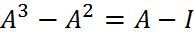 A³ − A² = A − I